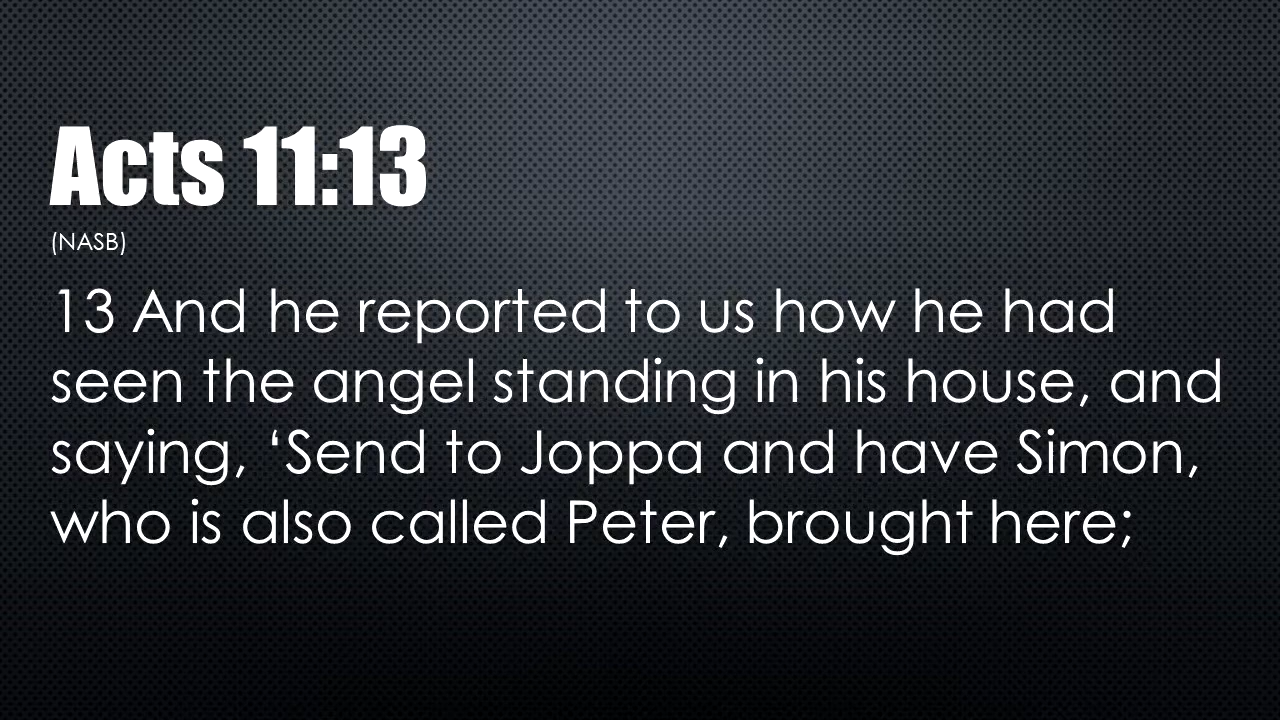 Acts 11:13
(NASB)
13 And he reported to us how he had
seen the angel standing in his house, and
saying, ‘Send to Joppa and have Simon,
who is also called Peter, brought here;